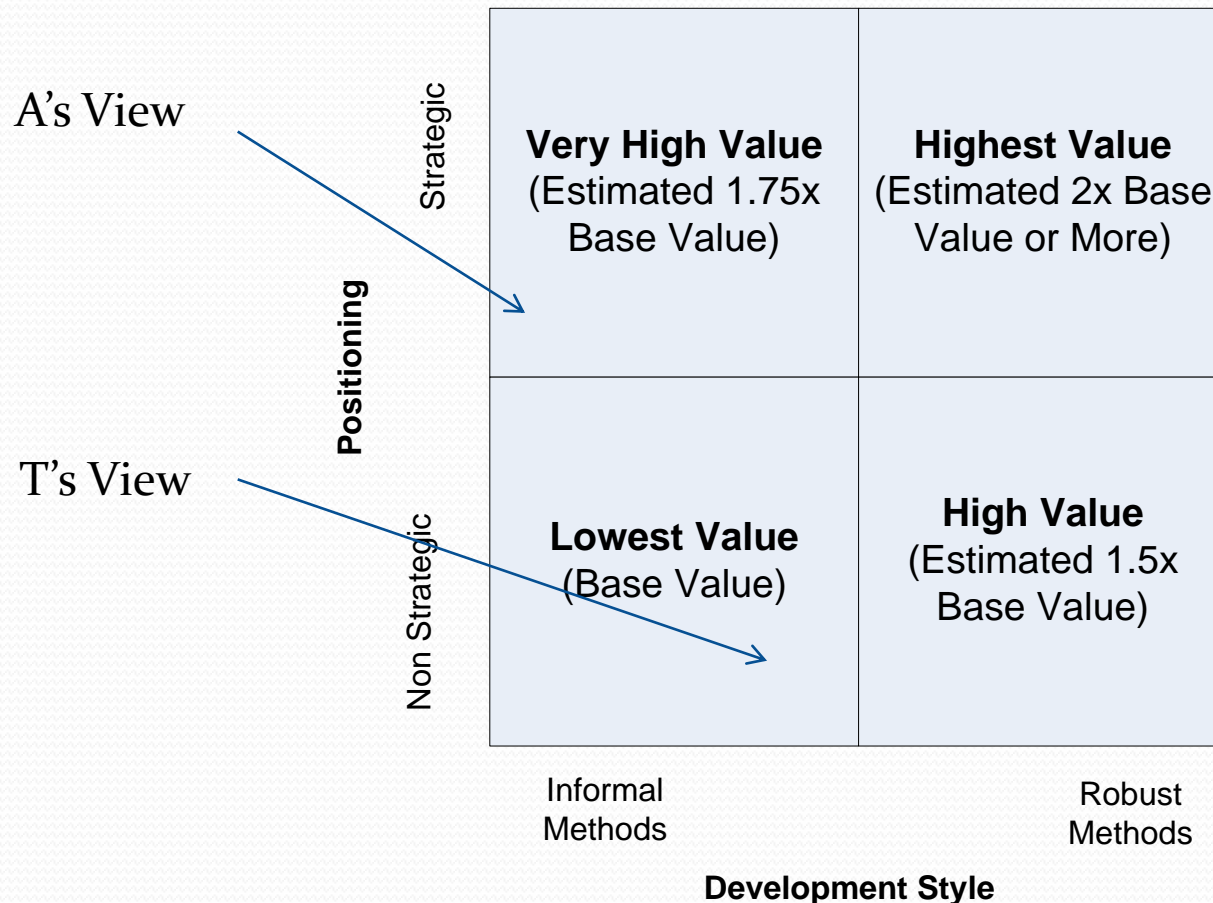 A's View
Strategic
Very High Value
(Estimated 1.75x
Base Value)
Highest Value
(Estimated 2x Base
Value or More)
Positioning
T's View
Non Strategic
Lowest Value
(Base Value)
High Value
(Estimated 1.5x
Base Value)
Informal
Methods
Robust
Methods
Development Style